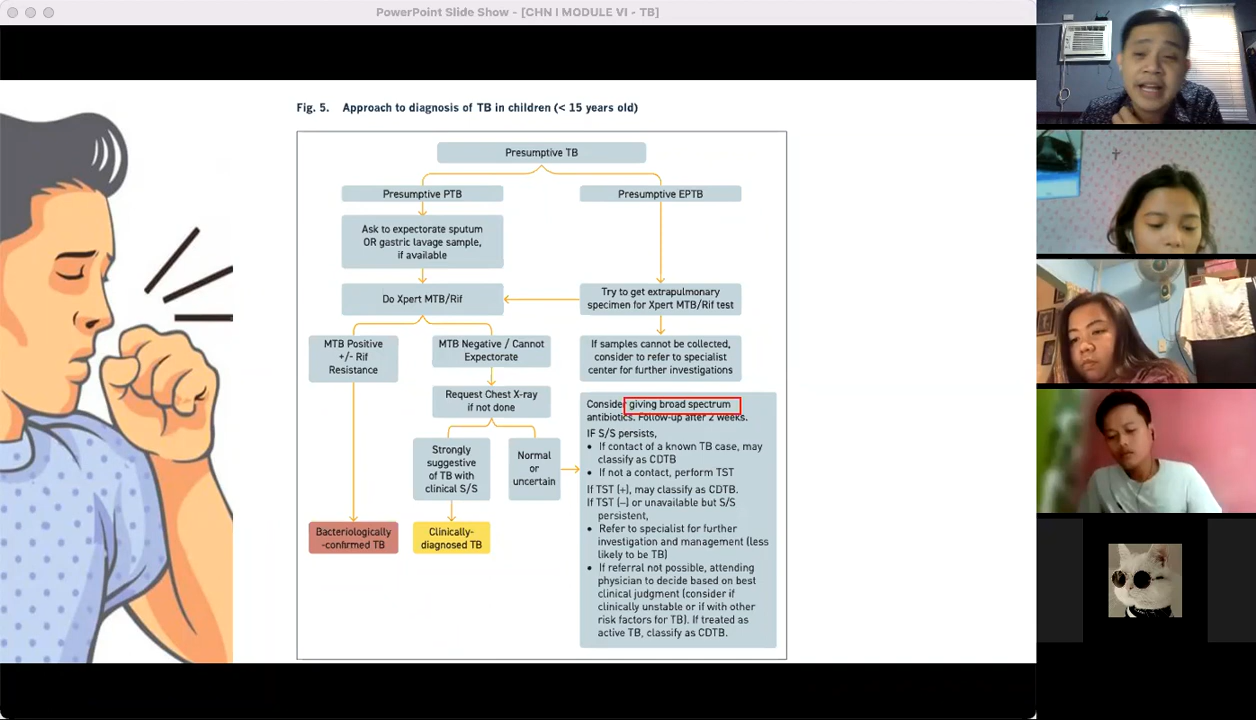 PowerPoint Slide Show - [CHN I MODULE VI - TB]
Fig. 5. Approach to diagnosis of TB in children (< 15 years old)
Presumptive TB
Presumptive PTB
Presumptive EPTB
Ask to expectorate sputum
OR gastric lavage sample,
if available
Do Xpert MTB/Rif
Try to get extrapulmonary
specimen for Xpert MTB/Rif test
MTB Positive
+/- Rif
Resistance
MTB Negative / Cannot
Expectorate
If samples cannot be collected,
consider to refer to specialist
center for further investigations
Request Chest X-ray
if not done
Strongly
suggestive
of TB with
clinical S/S
Normal
or
uncertain
Bacteriologically
-confirmed TB
Clinically-
diagnosed TB
Consider giving broad spectrum
antibiotics. Follow-up after 2 weeks.
IF S/S persists,
• If contact of a known TB case, may
classify as CDTB
• If not a contact, perform TST
If TST (+), may classify as CDTB.
If TST (–) or unavailable but S/S
persistent,
• Refer to specialist for further
investigation and management (less
likely to be TB)
• If referral not possible, attending
physician to decide based on best
clinical judgment (consider if
clinically unstable or if with other
risk factors for TB). If treated as
active TB, classify as CDTB.